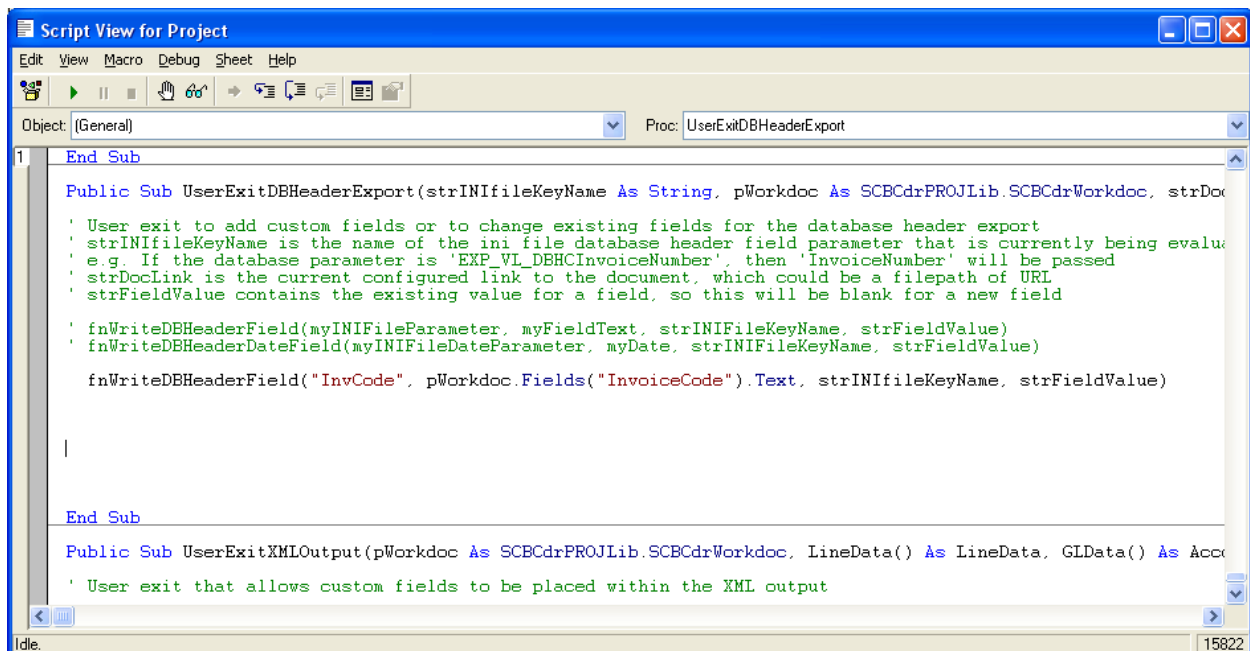 Script View for Project
Edit View Macro Debug Sheet Help
Object: (General) Proc: UserExitDBHeaderExport
1 End Sub
Public Sub UserExitDBHeaderExport(strINIfileKeyName As String, pWorkdoc As SCBCdrPROJLib.SCBCdrWorkdoc, strDo
' User exit to add custom fields or to change existing fields for the database header export
' strINIfileKeyName is the name of the ini file database header field parameter that is currently being evalu
' e.g. If the database parameter is 'EXP_VL_DBHCInvoiceNumber', then 'InvoiceNumber' will be passed
' strDocLink is the current configured link to the document, which could be a filepath of URL
' strFieldValue contains the existing value for a field, so this will be blank for a new field
' fnWriteDBHeaderField(myINIFileParameter, myFieldText, strINIFileKeyName, strFieldValue)
' fnWriteDBHeaderDateField(myINIFileDateParameter, myDate, strINIFileKeyName, strFieldValue)
fnWriteDBHeaderField("InvCode", pWorkdoc.Fields("InvoiceCode").Text, strINIfileKeyName, strFieldValue)
End Sub
Public Sub UserExitXMLOutput(pWorkdoc As SCBCdrPROJLib.SCBCdrWorkdoc, LineData() As LineData, GLData() As Acc
' User exit that allows custom fields to be placed within the XML output
Idle. 15822